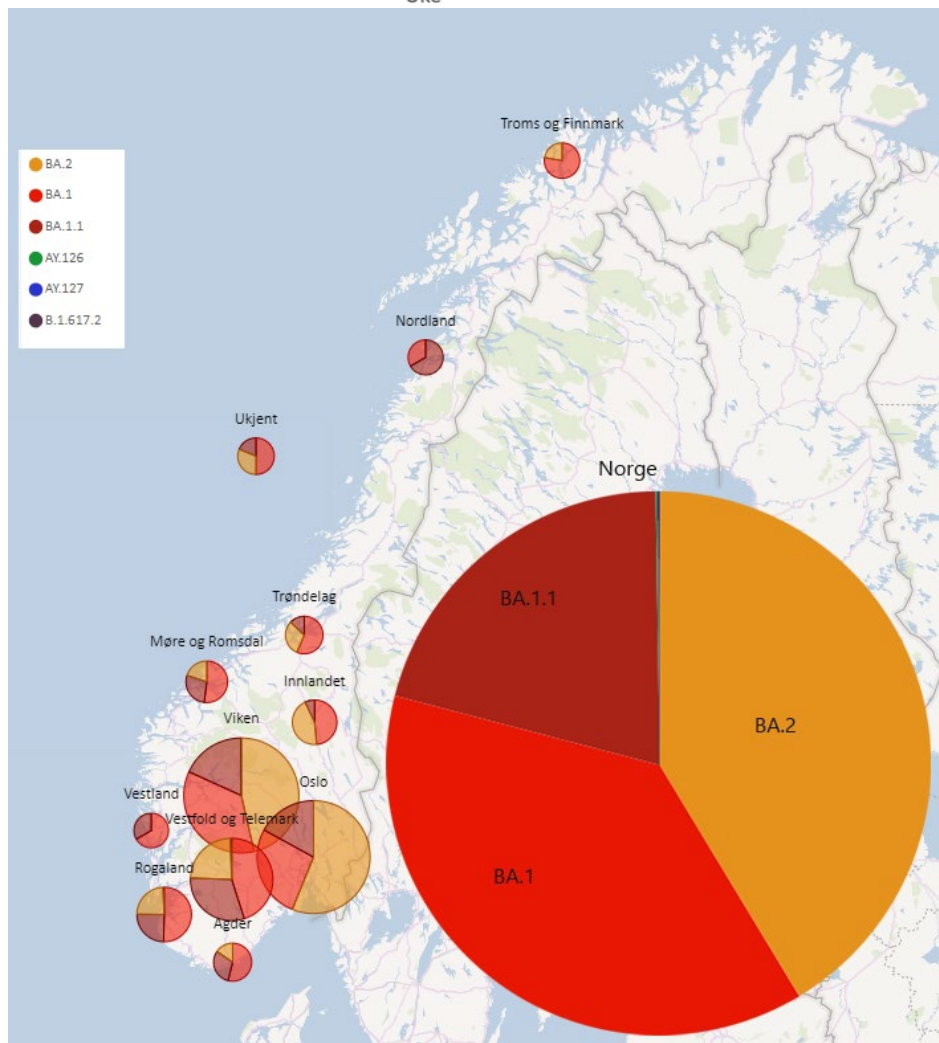 Uke
BA.2
BA.1
BA.1.1
AY.126
AY.127
B.1.617.2
Troms og Finnmark
Nordland
Ukjent
Norge
BA.1.1
BA.2
BA.1
Trøndelag
Møre og Romsdal
Innlandet
Viken
Oslo
Vestland
Vestfold og Telemark
Rogaland
Agder